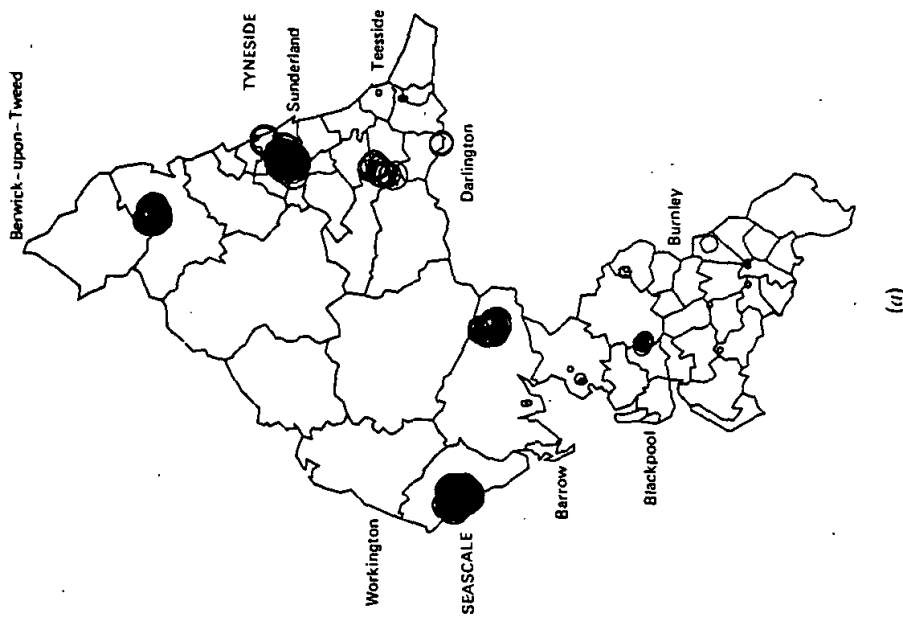 Berwick-upon-Tweed
TYNESIDE
Sunderland
Teesside
Darlington
Workington
SEASCALE
Barrow
Blackpool
Burnley
(a)